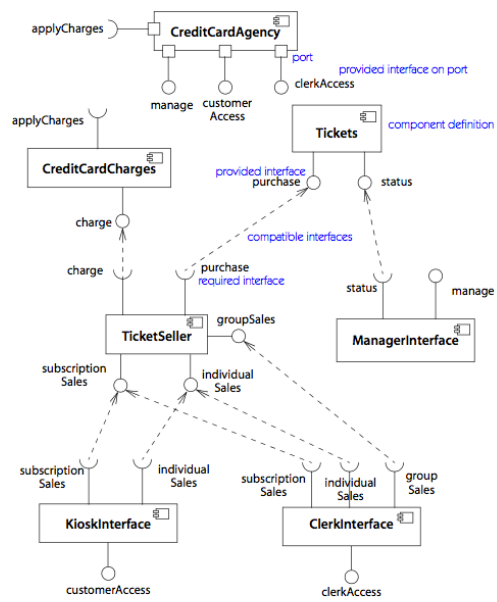 applyCharges
CreditCardAgency
port
provided interface on port
manage
customer
Access
clerkAccess
applyCharges
Tickets
component definition
CreditCardCharges
provided interface
purchase
status
charge
compatible interfaces
charge
purchase
required interface
status
manage
TicketSeller
groupSales
ManagerInterface
subscription
Sales
individual
Sales
subscription
Sales
individual
Sales
subscription
Sales
individual
Sales
group
Sales
KioskInterface
ClerkInterface
customerAccess
clerkAccess